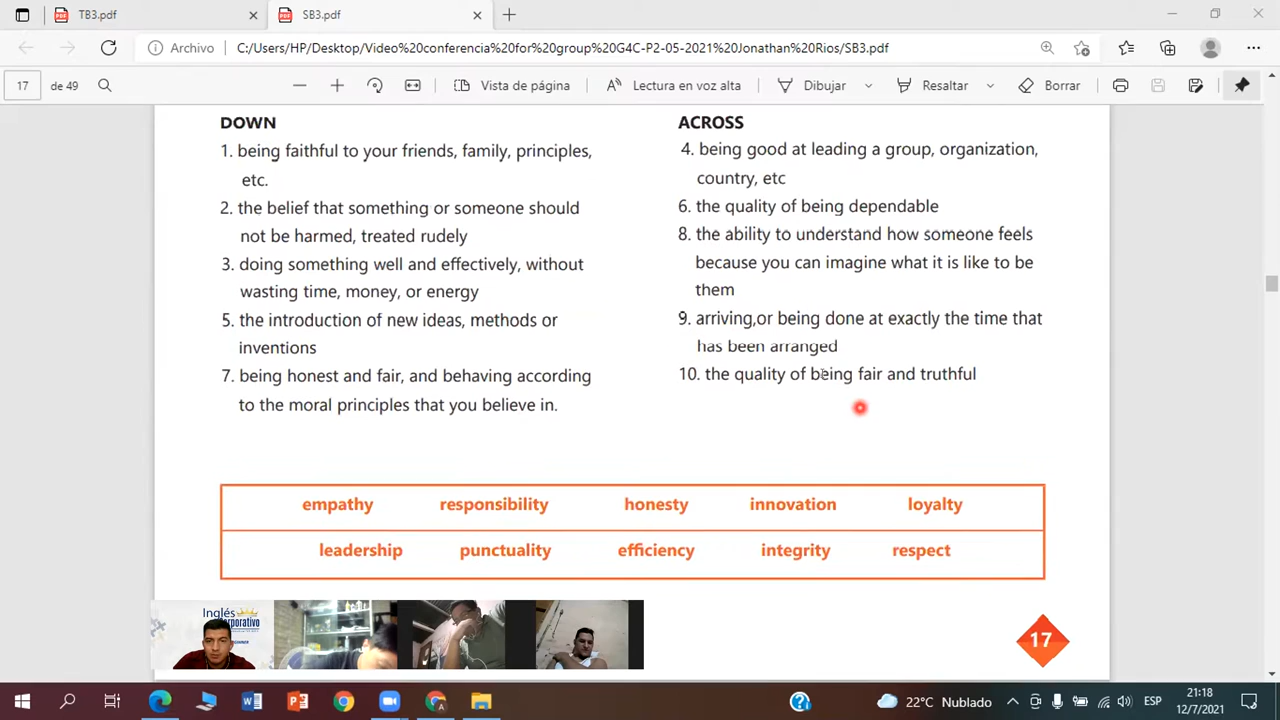 TB3.pdf
SB3.pdf
Archivo
C:/Users/HP/Desktop/Video%20conferencia%20for%20group%20G4C-P2-05-2021%20Jonathan%20Rios/SB3.pdf
17 de 49
Vista de página
Lectura en voz alta
Dibujar
Resaltar
Borrar
DOWN
1. being faithful to your friends, family, principles,
etc.
2. the belief that something or someone should
not be harmed, treated rudely
3. doing something well and effectively, without
wasting time, money, or energy
5. the introduction of new ideas, methods or
inventions
7. being honest and fair, and behaving according
to the moral principles that you believe in.
ACROSS
4. being good at leading a group, organization,
country, etc
6. the quality of being dependable
8. the ability to understand how someone feels
because you can imagine what it is like to be
them
9. arriving,or being done at exactly the time that
has been arranged
10. the quality of being fair and truthful
empathy responsibility honesty innovation loyalty
leadership punctuality efficiency integrity respect
Inglés
17
22°C Nublado
ESP
21:18
12/7/2021